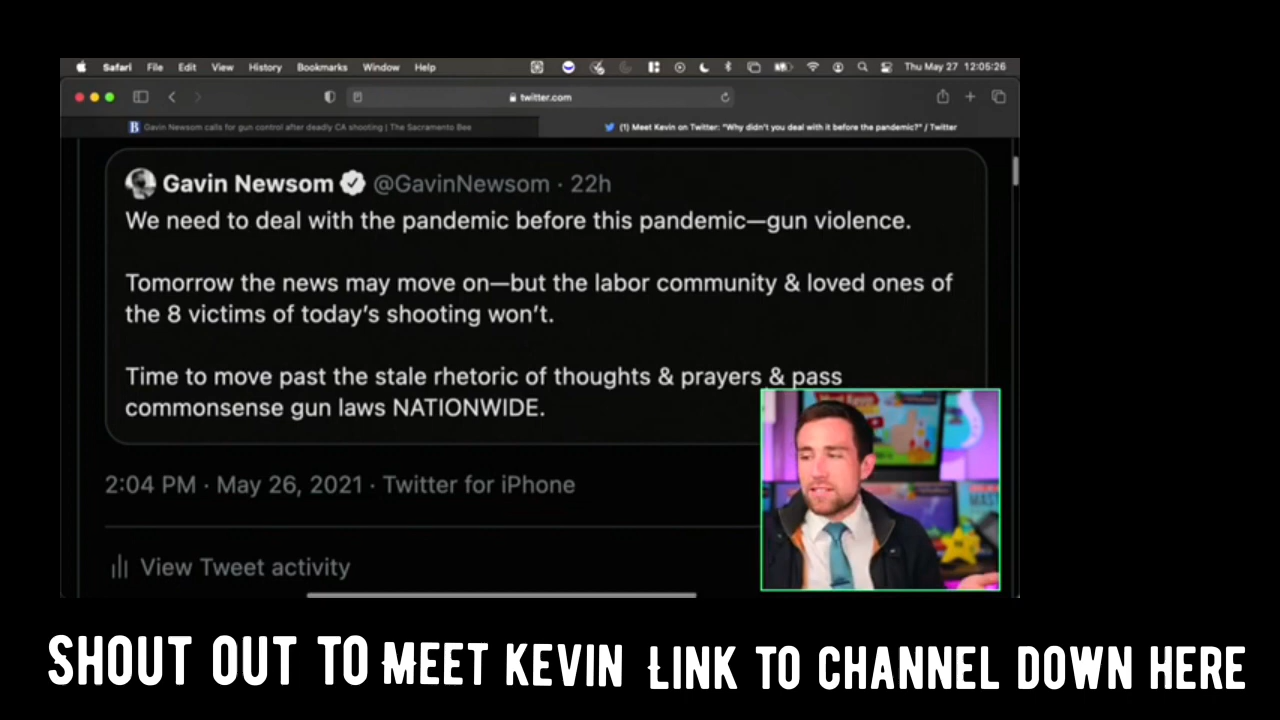 Safari File Edit View History Bookmarks Window Help Thu May 27 12:05:26
twitter.com
Gavin Newsom calls for gun control after deadly CA shooting | The Sacramento Bee
(1) Meet Kevin on Twitter: "Why didn't you deal with it before the pandemic?" / Twitter
Gavin Newsom @GavinNewsom · 22h
We need to deal with the pandemic before this pandemic—gun violence.
Tomorrow the news may move on—but the labor community & loved ones of
the 8 victims of today's shooting won't.
Time to move past the stale rhetoric of thoughts & prayers & pass
commonsense gun laws NATIONWIDE.
2:04 PM · May 26, 2021 · Twitter for iPhone
View Tweet activity
SHOUT OUT TO MEET KEVIN LINK TO CHANNEL DOWN HERE